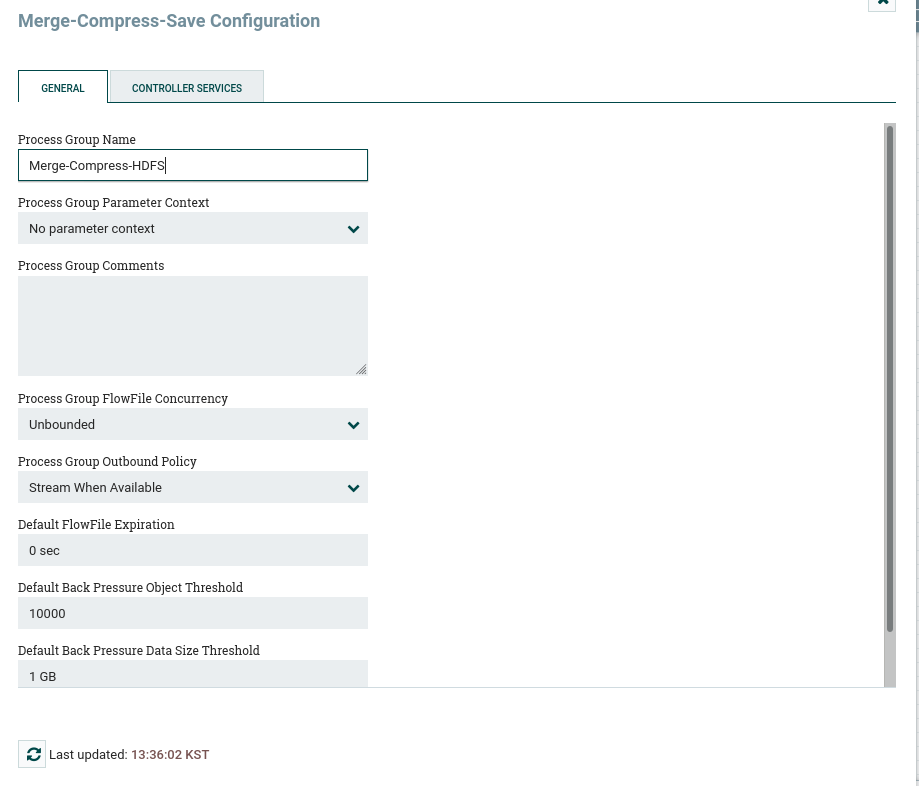 Merge-Compress-Save Configuration
GENERAL
CONTROLLER SERVICES
Process Group Name
Merge-Compress-HDFS
Process Group Parameter Context
No parameter context
Process Group Comments
Process Group FlowFile Concurrency
Unbounded
Process Group Outbound Policy
Stream When Available
Default FlowFile Expiration
0 sec
Default Back Pressure Object Threshold
10000
Default Back Pressure Data Size Threshold
1 GB
Last updated: 13:36:02 KST